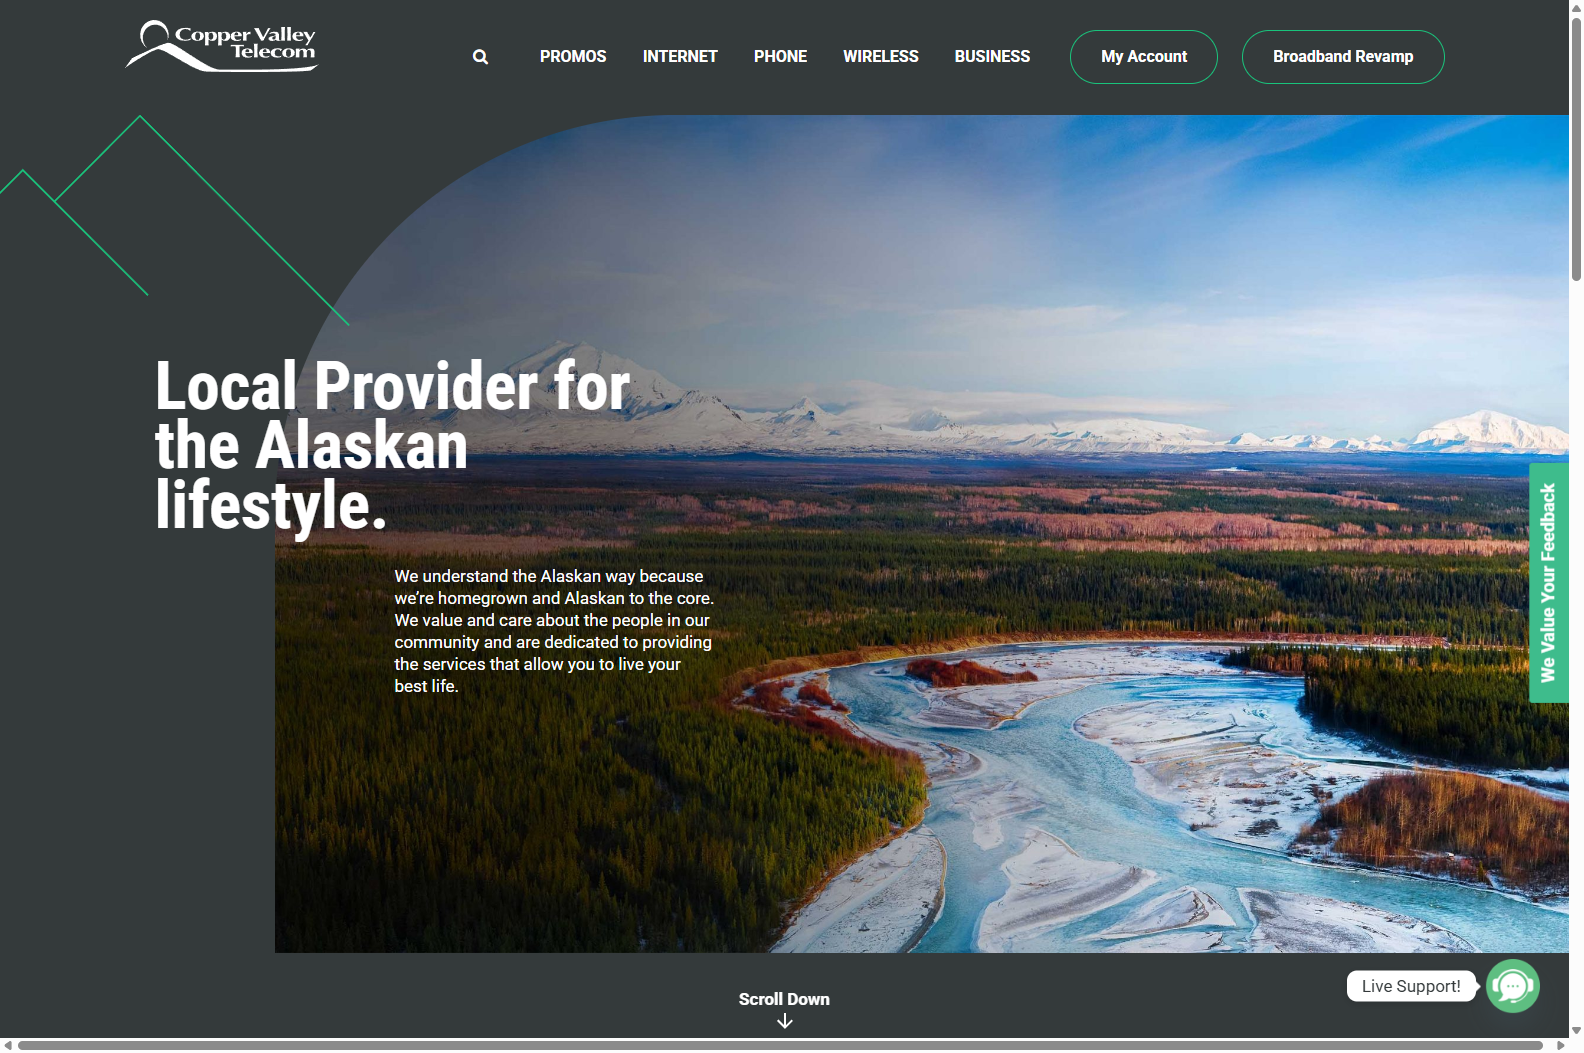 Copper Valley
Telecom
PROMOS
INTERNET
PHONE
WIRELESS
BUSINESS
My Account
Broadband Revamp
Local Provider for
the Alaskan
lifestyle.
We understand the Alaskan way because
we’re homegrown and Alaskan to the core.
We value and care about the people in our
community and are dedicated to providing
the services that allow you to live your
best life.
We Value Your Feedback
Live Support!
Scroll Down